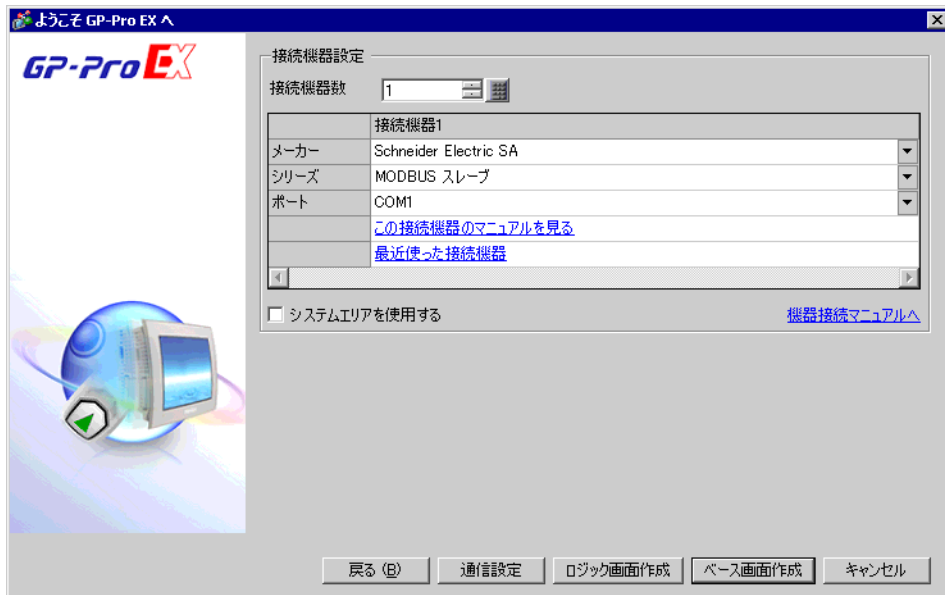 ようこそ GP-Pro EX へ
GP-Pro EX
接続機器設定
接続機器数 1
接続機器1
メーカー Schneider Electric SA
シリーズ MODBUS スレーブ
ポート COM1
この接続機器のマニュアルを見る
最近使った接続機器
システムエリアを使用する 機器接続マニュアルへ
戻る (B) 通信設定 ロジック画面作成 ベース画面作成 キャンセル